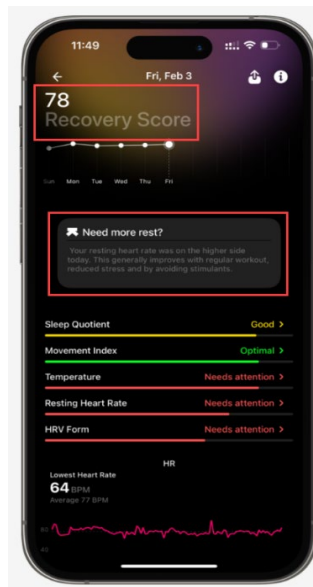 11:49
Fri, Feb 3
78
Recovery Score
Sun Mon Tue Wed Thu Fri
Need more rest?
Your resting heart rate was on the higher side
today. This generally improves with regular workout,
reduced stress and by avoiding stimulants.
Sleep Quotient Good >
Movement Index Optimal >
Temperature Needs attention >
Resting Heart Rate Needs attention >
HRV Form Needs attention >
HR
Lowest Heart Rate
64 BPM
Average 77 BPM
80
40